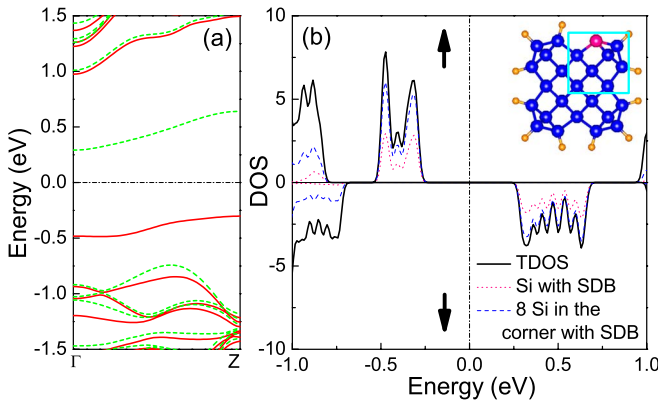 (a)
1.5
1.0
0.5
0.0
-0.5
-1.0
-1.5
Energy (eV)
Γ
Z
(b)
10
5
0
-5
-10
DOS
TDOS
Si with SDB
8 Si in the
corner with SDB
-1.0
-0.5
0.0
0.5
1.0
Energy (eV)